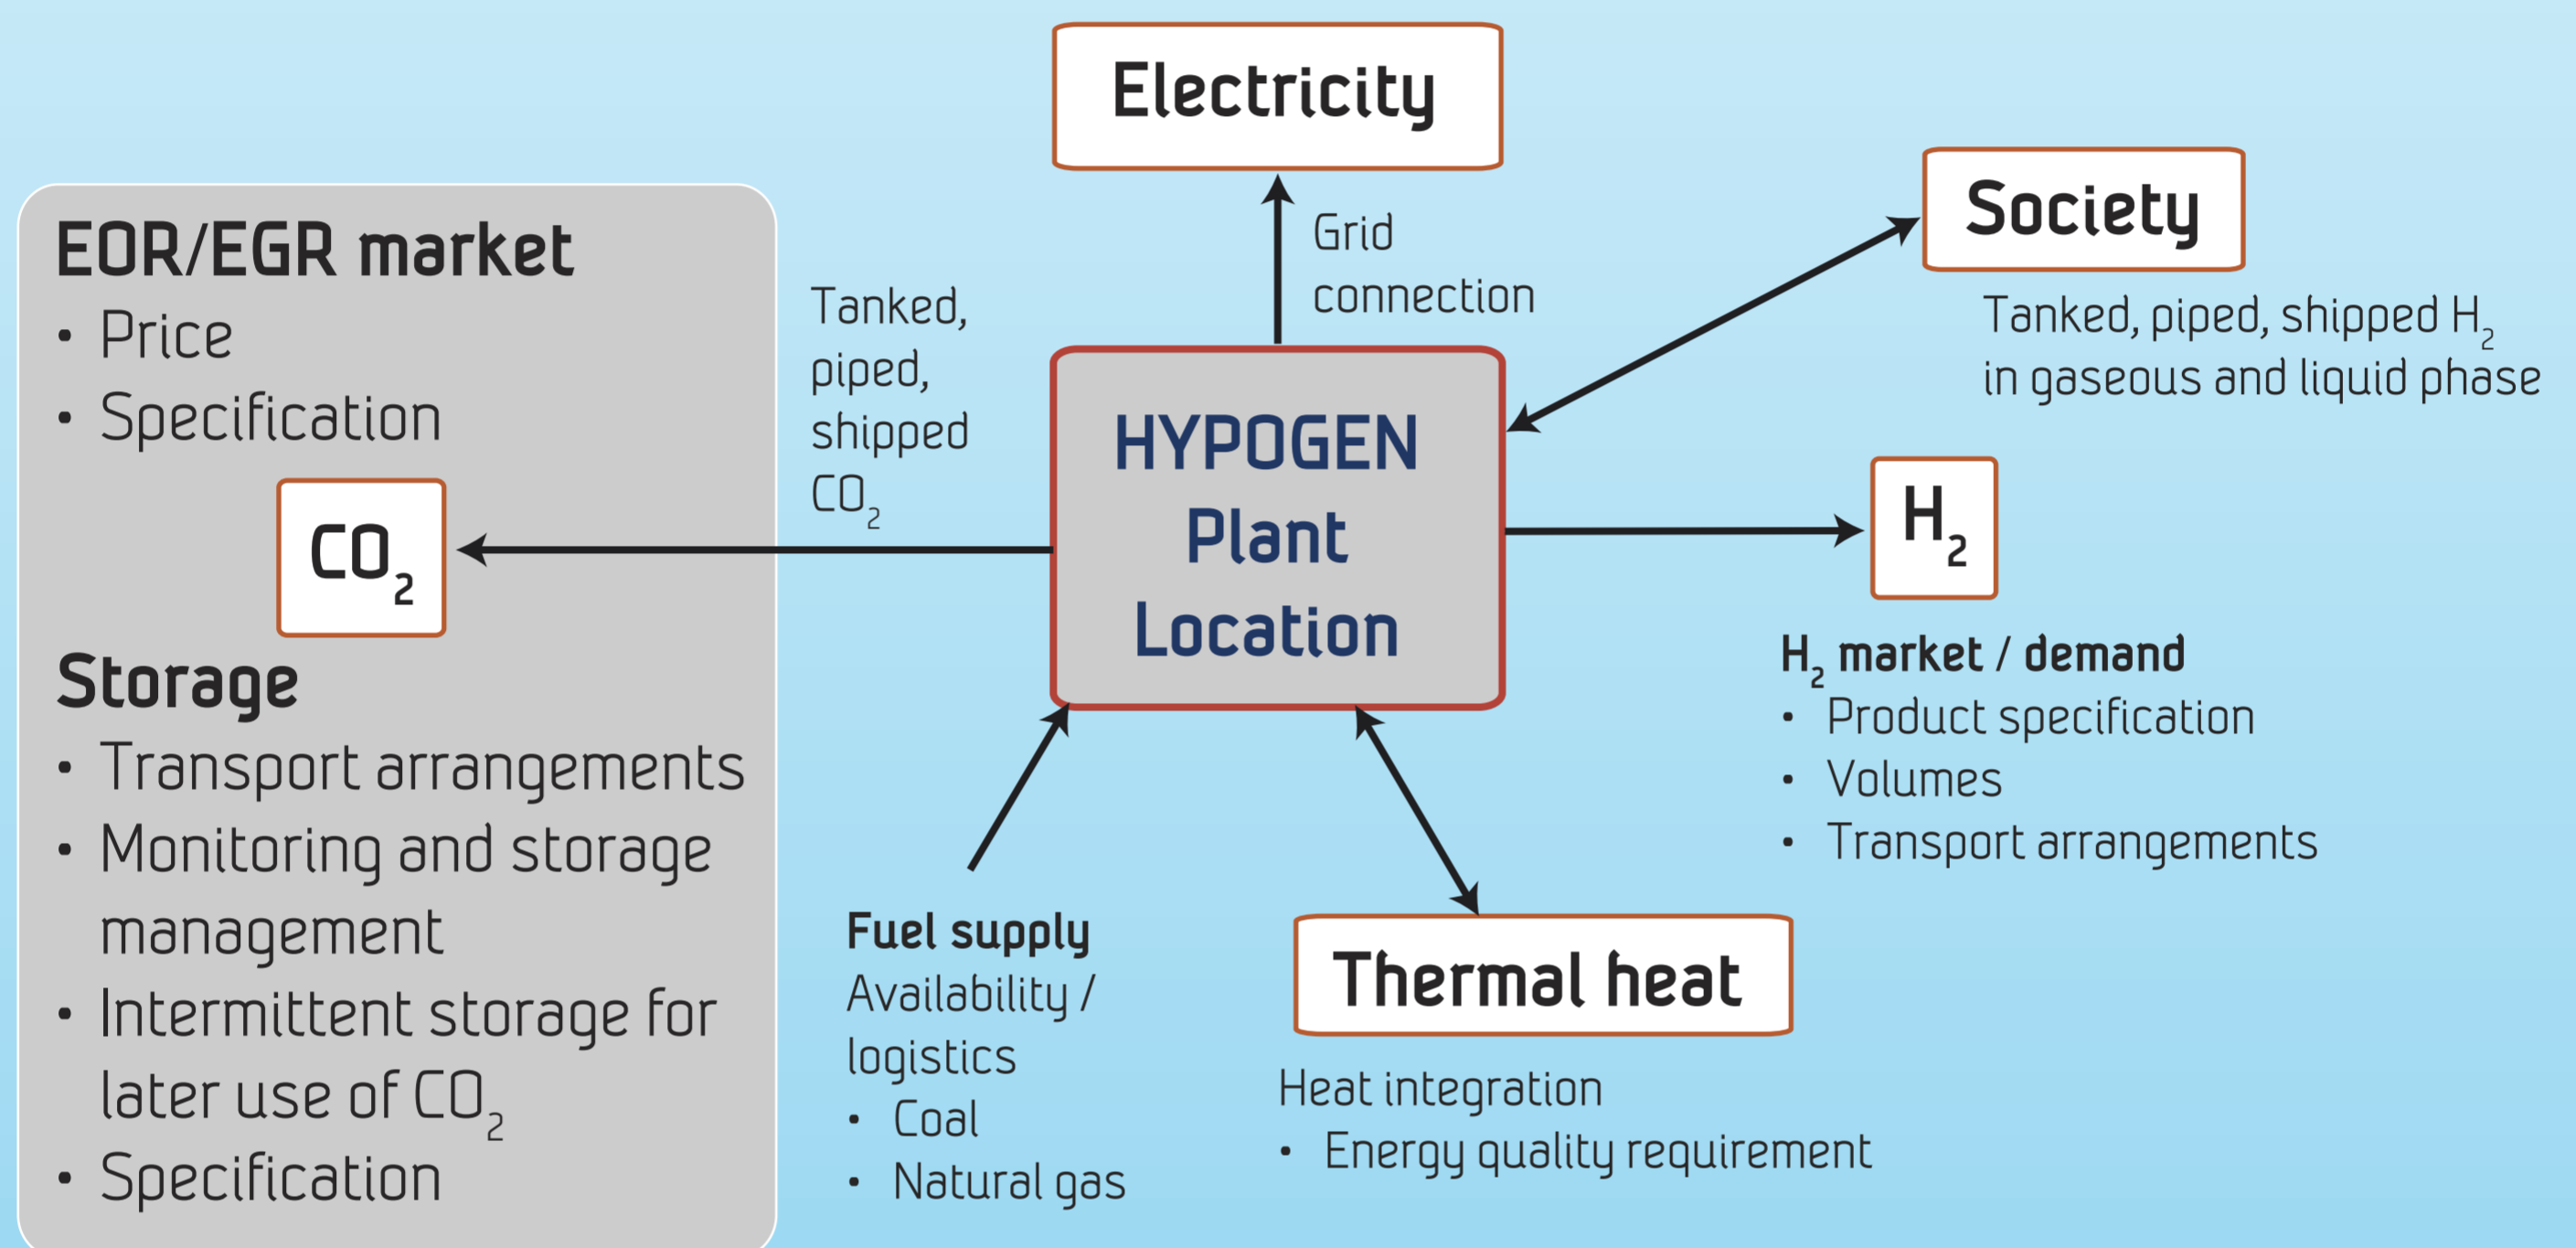 Electricity
Grid
connection
Society
Tanked, piped, shipped H₂
in gaseous and liquid phase
EOR/EGR market
• Price
• Specification
CO₂
Storage
• Transport arrangements
• Monitoring and storage
management
• Intermittent storage for
later use of CO₂
• Specification
Tanked,
piped,
shipped
CO₂
HYPOGEN
Plant
Location
H₂
H₂ market / demand
• Product specification
• Volumes
• Transport arrangements
Fuel supply
Availability /
logistics
• Coal
• Natural gas
Thermal heat
Heat integration
• Energy quality requirement